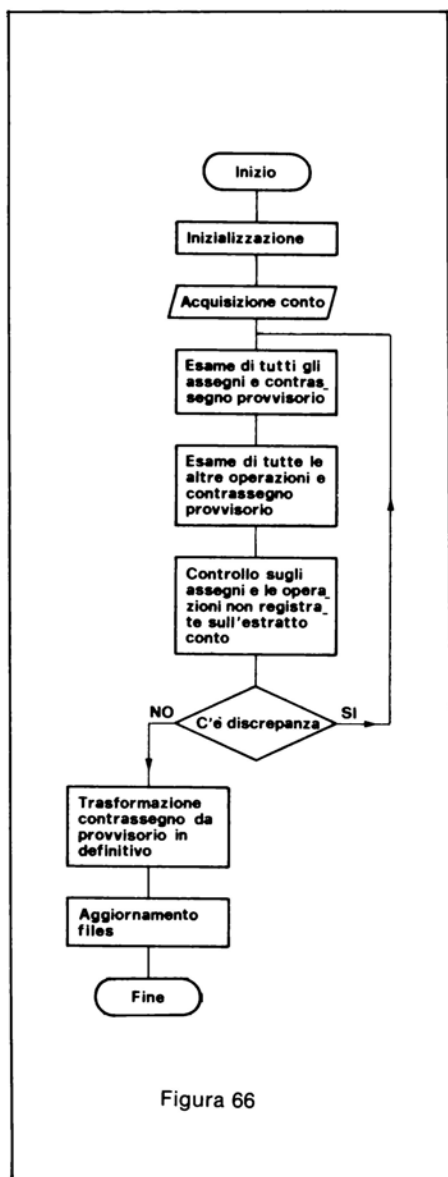 Inizio
Inizializzazione
Acquisizione conto
Esame di tutti gli
assegni e contras_
segno provvisorio
Esame di tutte le
altre operazioni e
contrassegno
provvisorio
Controllo sugli
assegni e le opera_
zioni non registra_
te sull'estratto
conto
NO
C'è discrepanza
SI
Trasformazione
contrassegno da
provvisorio in
definitivo
Aggiornamento
files
Fine
Figura 66